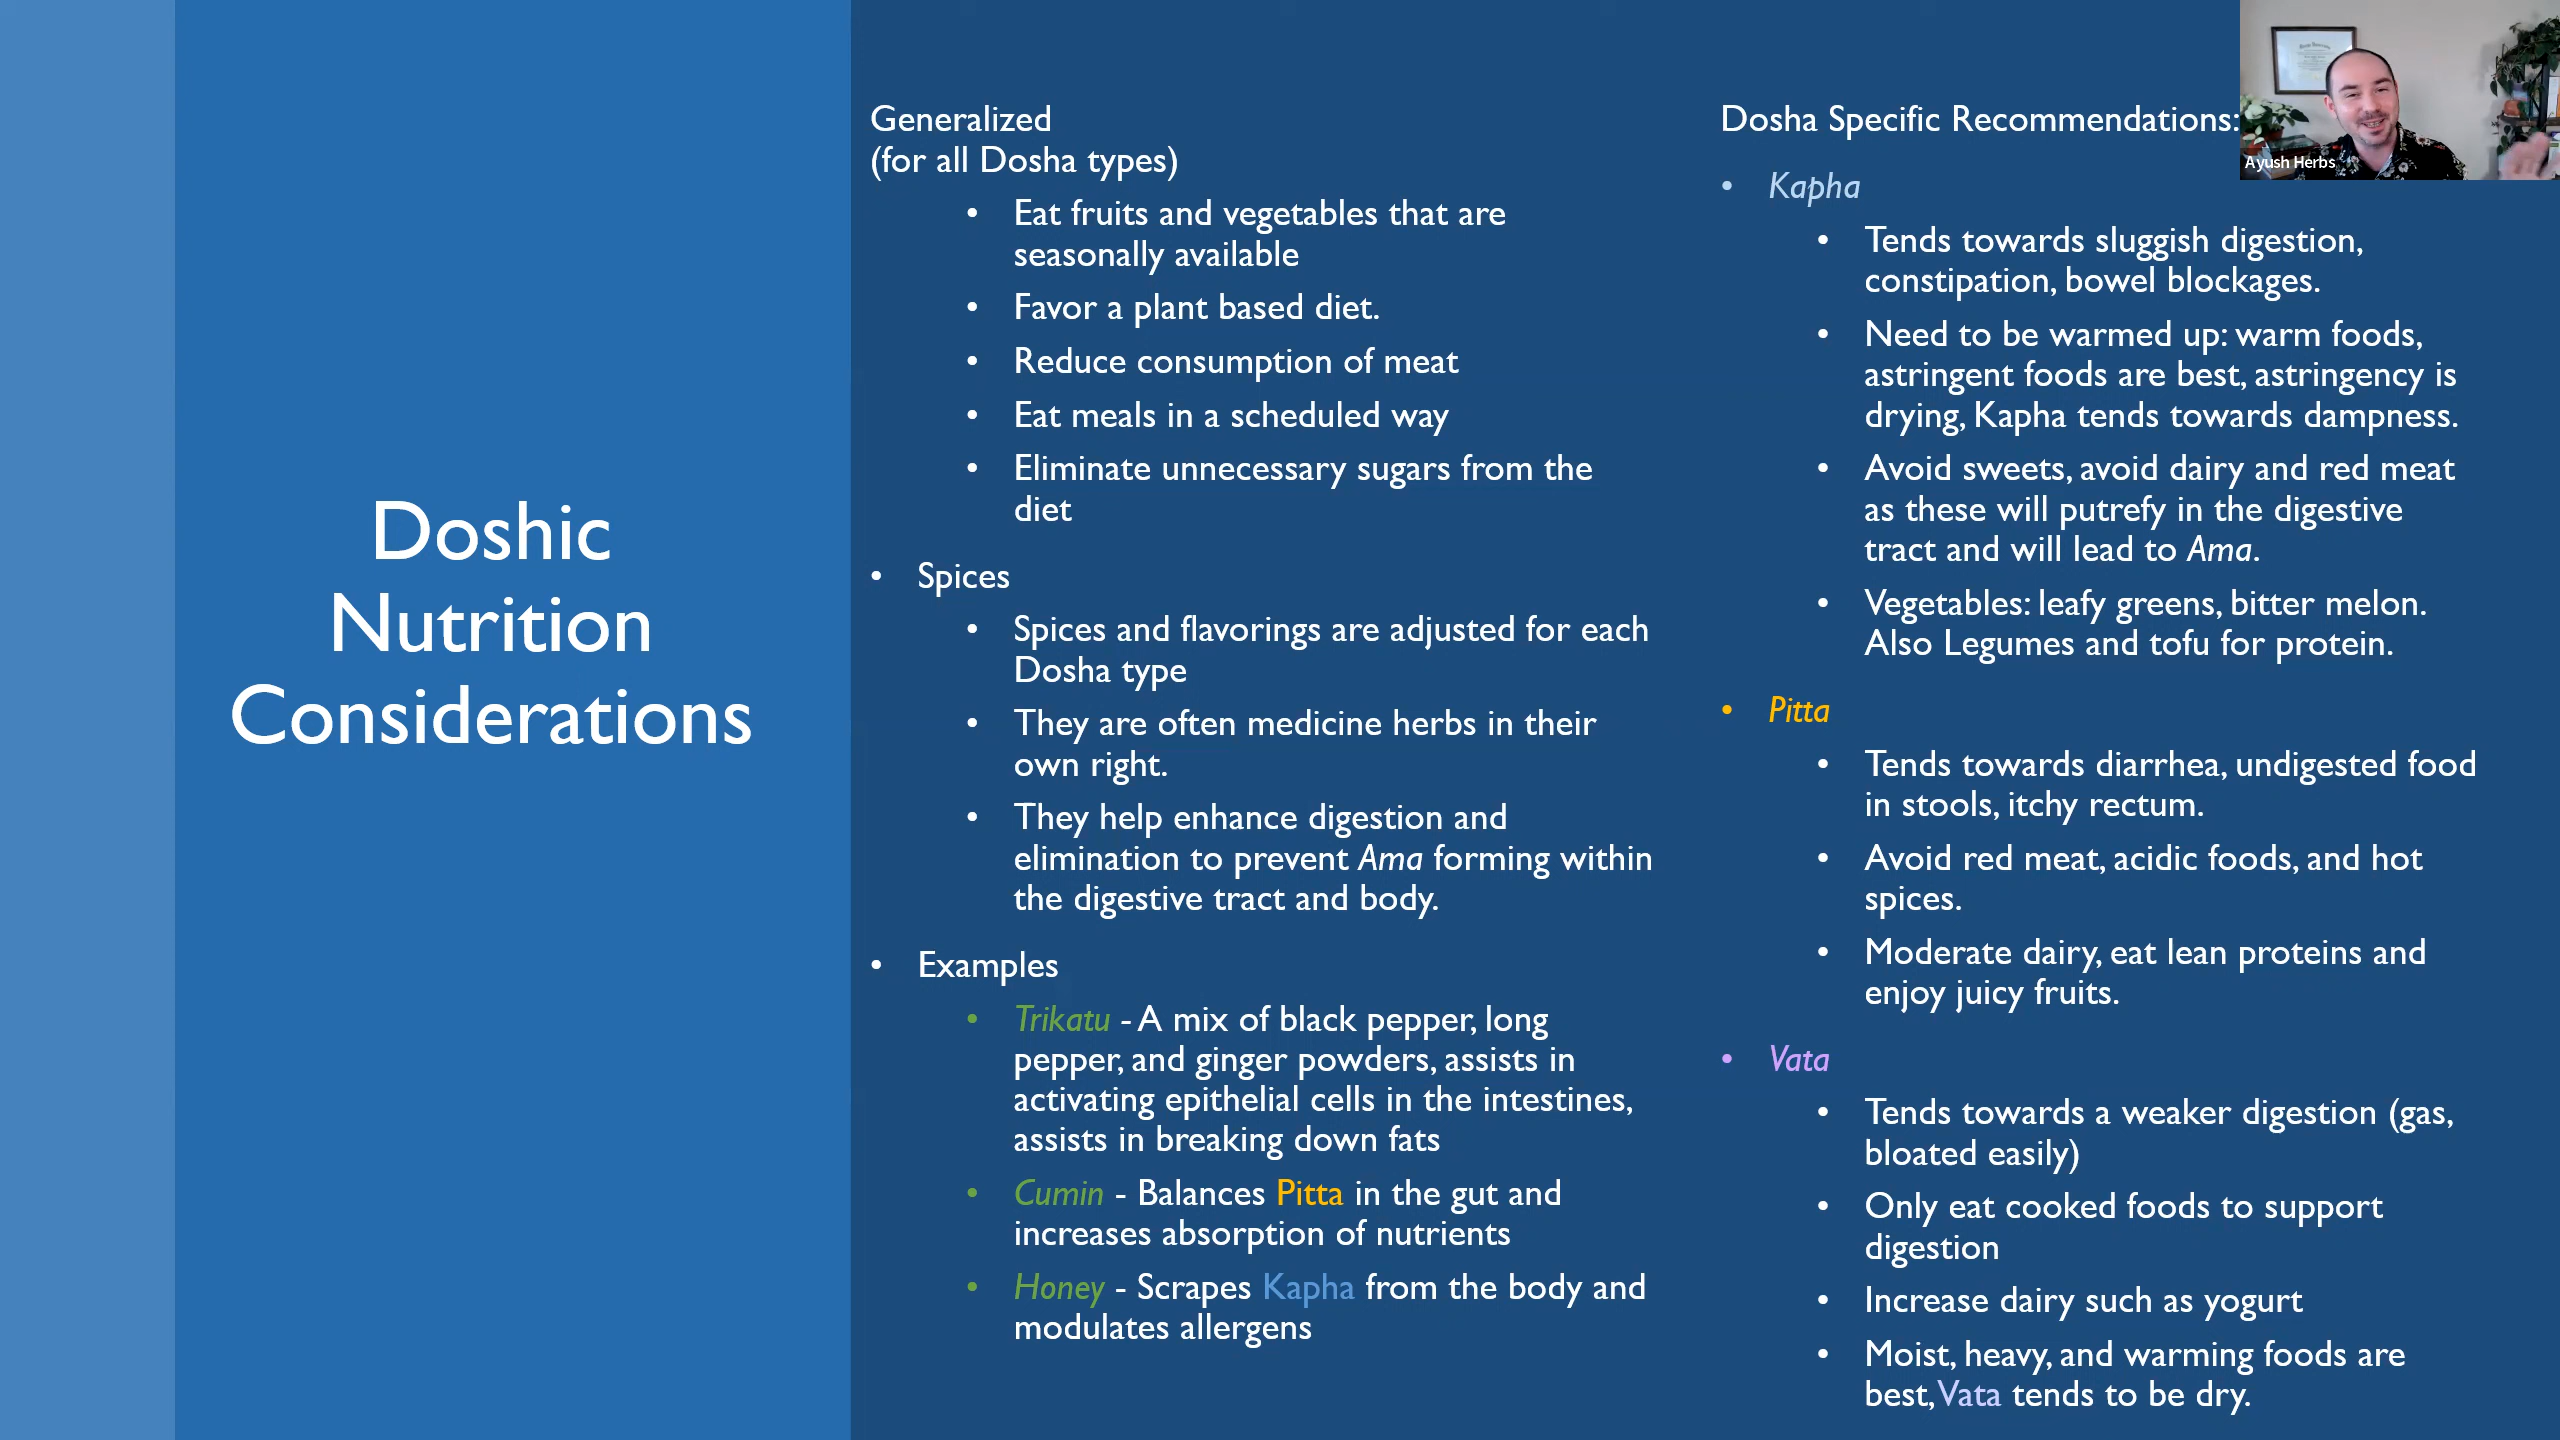 Doshic
Nutrition
Considerations
Generalized
(for all Dosha types)
• Eat fruits and vegetables that are
seasonally available
• Favor a plant based diet.
• Reduce consumption of meat
• Eat meals in a scheduled way
• Eliminate unnecessary sugars from the
diet
• Spices
• Spices and flavorings are adjusted for each
Dosha type
• They are often medicine herbs in their
own right.
• They help enhance digestion and
elimination to prevent Ama forming within
the digestive tract and body.
• Examples
• Trikatu - A mix of black pepper, long
pepper, and ginger powders, assists in
activating epithelial cells in the intestines,
assists in breaking down fats
• Cumin - Balances Pitta in the gut and
increases absorption of nutrients
• Honey - Scrapes Kapha from the body and
modulates allergens
Dosha Specific Recommendations:
• Kapha
• Tends towards sluggish digestion,
constipation, bowel blockages.
• Need to be warmed up: warm foods,
astringent foods are best, astringency is
drying, Kapha tends towards dampness.
• Avoid sweets, avoid dairy and red meat
as these will putrefy in the digestive
tract and will lead to Ama.
• Vegetables: leafy greens, bitter melon.
Also Legumes and tofu for protein.
• Pitta
• Tends towards diarrhea, undigested food
in stools, itchy rectum.
• Avoid red meat, acidic foods, and hot
spices.
• Moderate dairy, eat lean proteins and
enjoy juicy fruits.
• Vata
• Tends towards a weaker digestion (gas,
bloated easily)
• Only eat cooked foods to support
digestion
• Increase dairy such as yogurt
• Moist, heavy, and warming foods are
best, Vata tends to be dry.
Ayush Herbs